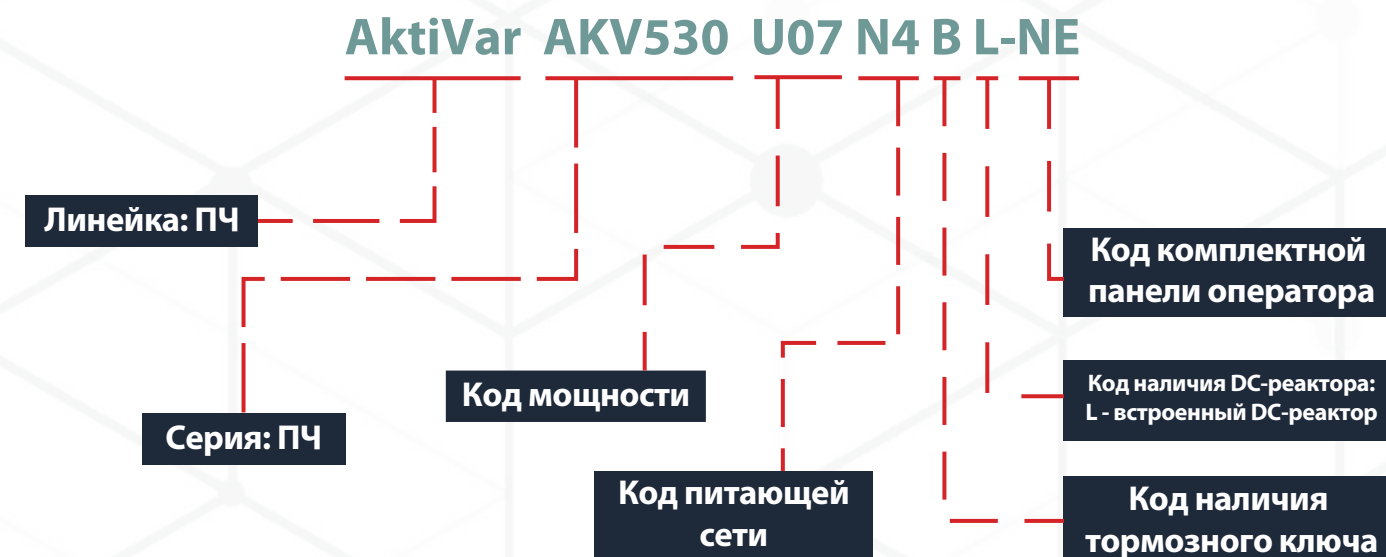 AktiVar AKV530 U07 N4 B L-NE
Линейка: ПЧ
Код комплектной
панели оператора
Код мощности
Код наличия DC-реактора:
L - встроенный DC-реактор
Серия: ПЧ
Код питающей
сети
Код наличия
тормозного ключа